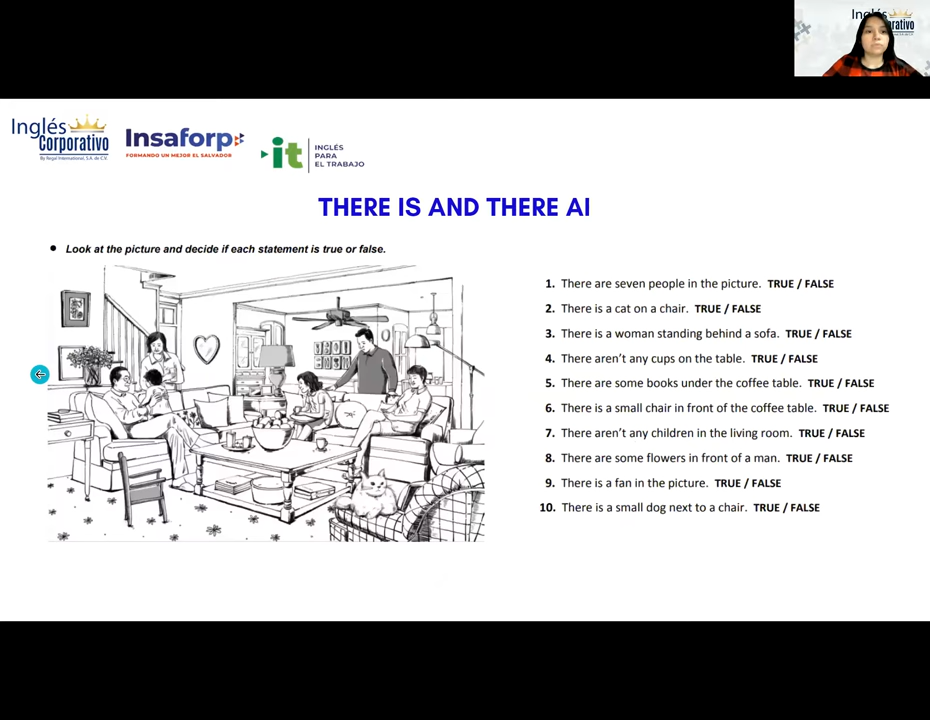 Inglés
Corporativo
By Regal International, S.A. de C.V.
Insaforp
FORMANDO UN MEJOR EL SALVADOR
it
INGLÉS
PARA
EL TRABAJO
THERE IS AND THERE AI
Look at the picture and decide if each statement is true or false.
1. There are seven people in the picture. TRUE / FALSE
2. There is a cat on a chair. TRUE / FALSE
3. There is a woman standing behind a sofa. TRUE / FALSE
4. There aren't any cups on the table. TRUE / FALSE
5. There are some books under the coffee table. TRUE / FALSE
6. There is a small chair in front of the coffee table. TRUE / FALSE
7. There aren't any children in the living room. TRUE / FALSE
8. There are some flowers in front of a man. TRUE / FALSE
9. There is a fan in the picture. TRUE / FALSE
10. There is a small dog next to a chair. TRUE / FALSE